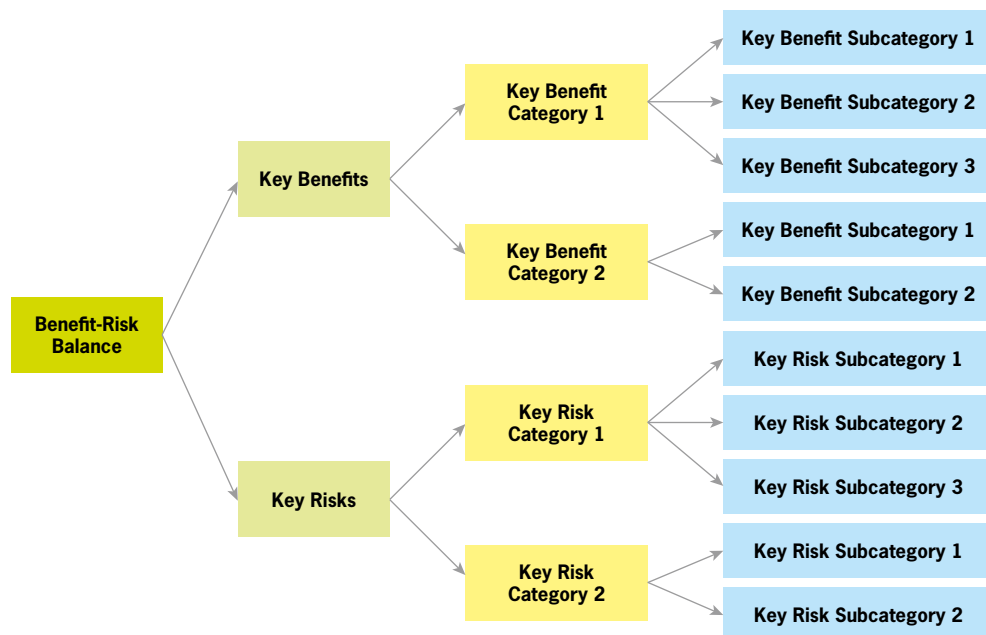 Benefit-Risk
Balance
Key Benefits
Key Risks
Key Benefit
Category 1
Key Benefit
Category 2
Key Risk
Category 1
Key Risk
Category 2
Key Benefit Subcategory 1
Key Benefit Subcategory 2
Key Benefit Subcategory 3
Key Benefit Subcategory 1
Key Benefit Subcategory 2
Key Risk Subcategory 1
Key Risk Subcategory 2
Key Risk Subcategory 3
Key Risk Subcategory 1
Key Risk Subcategory 2